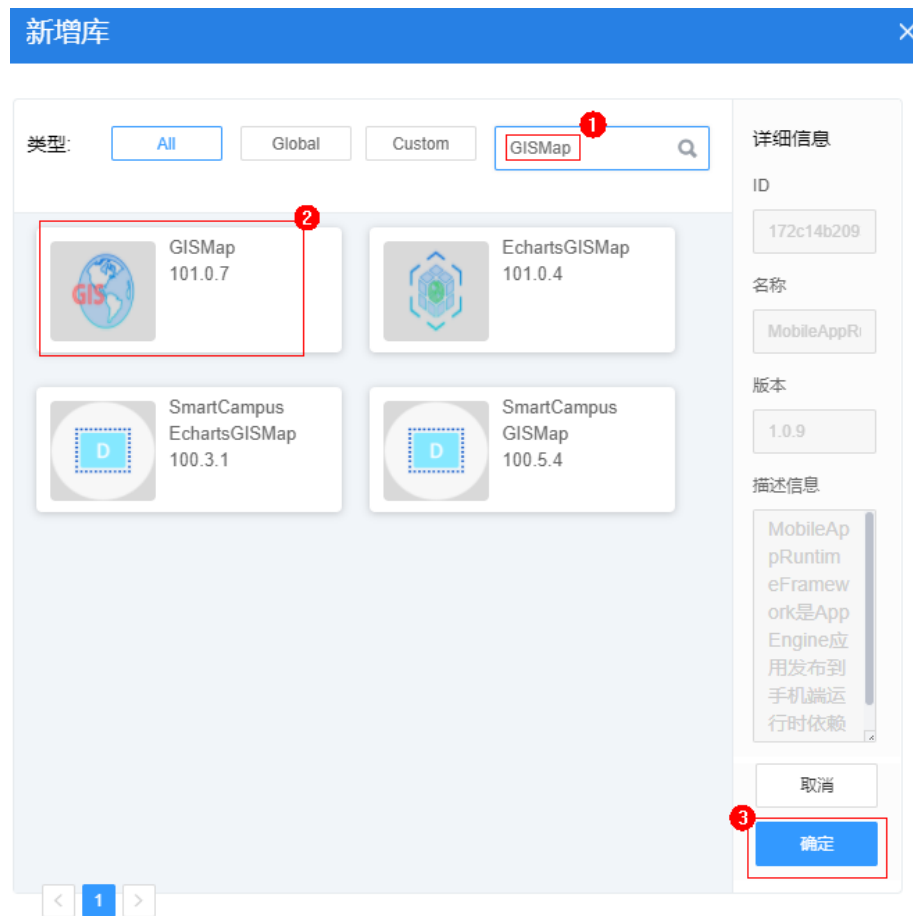 新增库
类型:
All
Global
Custom
GISMap
1
2
GISMap
101.0.7
EchartsGISMap
101.0.4
GIS
SmartCampus
EchartsGISMap
100.3.1
D
SmartCampus
GISMap
100.5.4
D
1
详细信息
ID
172c14b209
名称
MobileAppR
版本
1.0.9
描述信息
MobileAp
pRuntim
eFramew
ork是App
Engine应
用发布到
手机端运
行时依赖
取消
3
确定